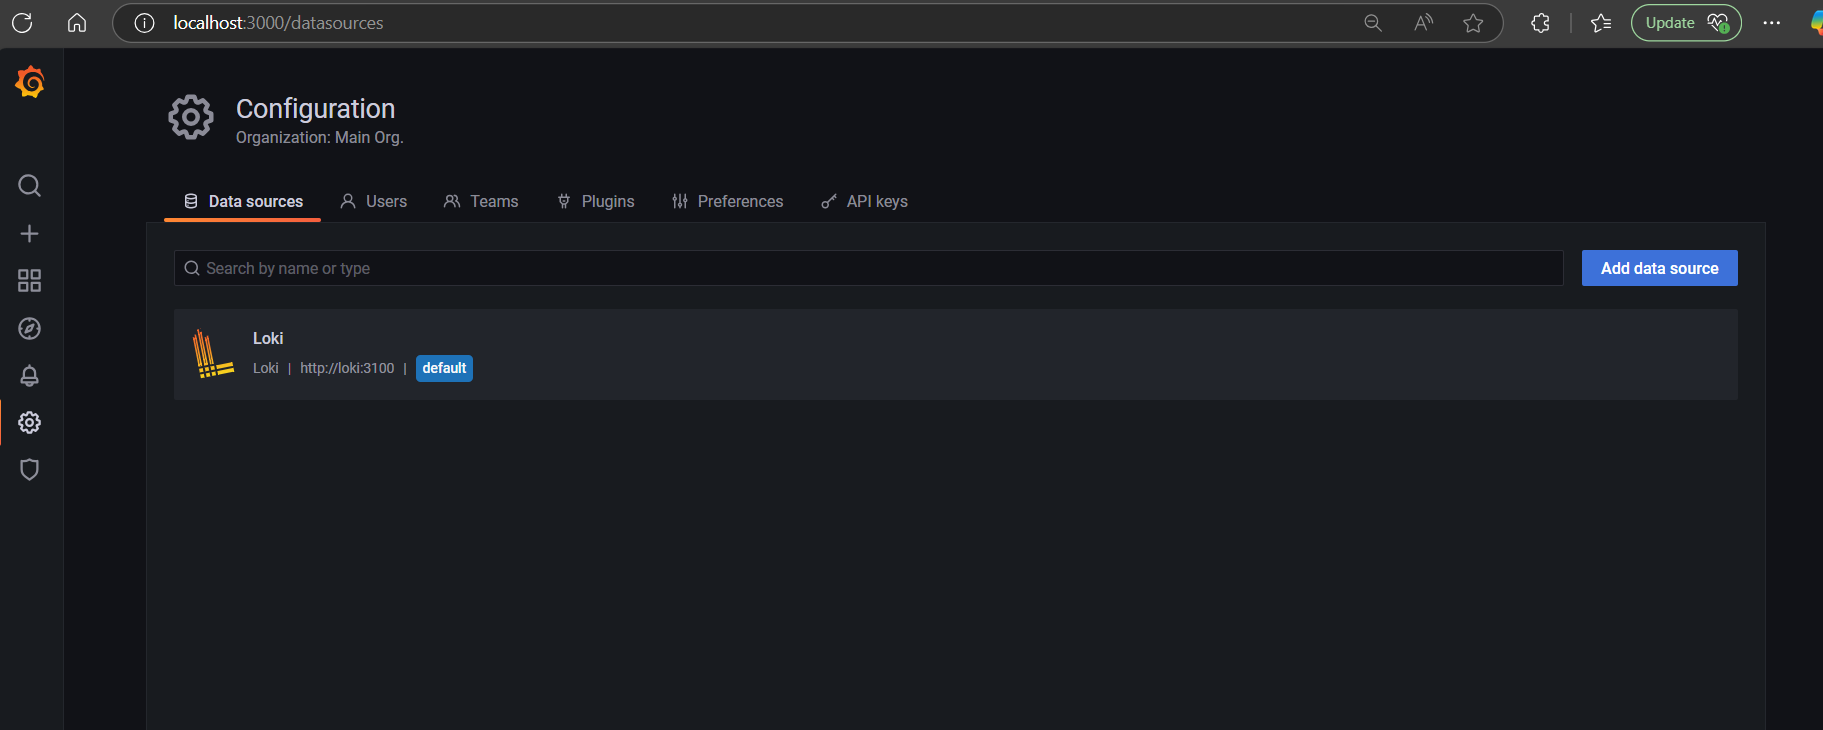 localhost:3000/datasources
Update
Configuration
Organization: Main Org.
Data sources Users Teams Plugins Preferences API keys
Search by name or type
Add data source
Loki
Loki | http://loki:3100 | default